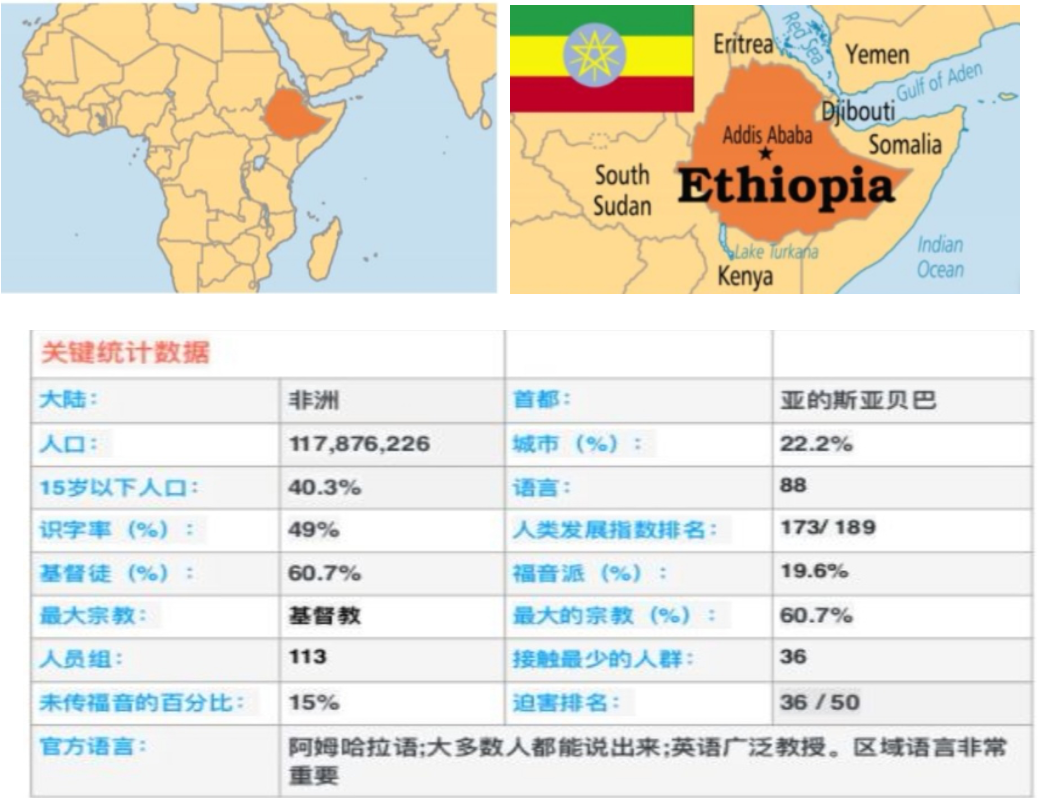 Red Sea
Eritrea
Yemen
Gulf of Aden
Djibouti
Addis Ababa
Somalia
South
Sudan
Ethiopia
Lake Turkana
Indian
Ocean
Kenya
关键统计数据
大陆： 非洲 首都： 亚的斯亚贝巴
人口： 117,876,226 城市（%）： 22.2%
15岁以下人口： 40.3% 语言： 88
识字率（%）： 49% 人类发展指数排名： 173/ 189
基督徒（%）： 60.7% 福音派（%）： 19.6%
最大宗教： 基督教 最大的宗教（%）： 60.7%
人员组： 113 接触最少的人群： 36
未传福音的百分比： 15% 迫害排名： 36 / 50
官方语言： 阿姆哈拉语;大多数人都能说出来;英语广泛教授。区域语言非常
重要